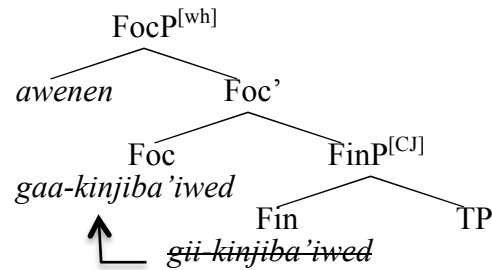 FocP[wh]
awenen Foc’
Foc FinP[CJ]
gaa-kinjiba’iwed
Fin TP
gii-kinjiba’iwed